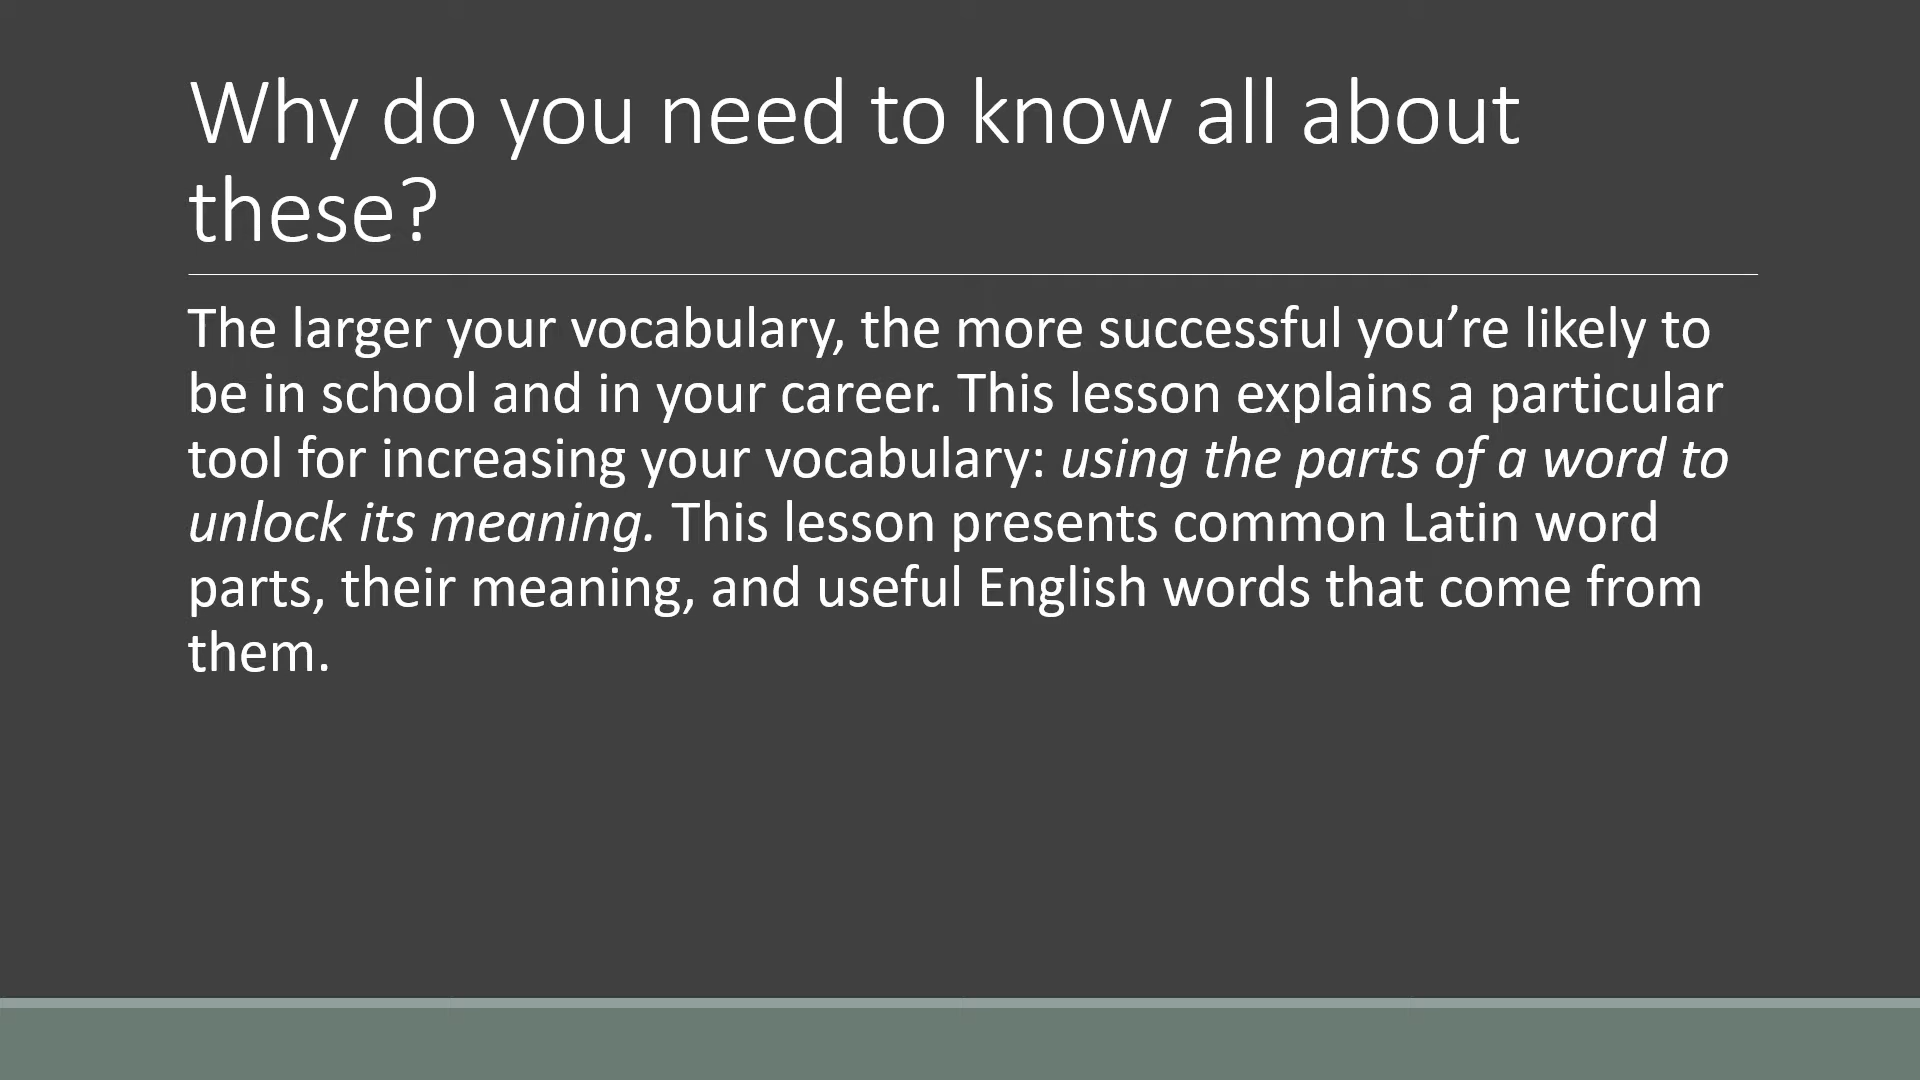 Why do you need to know all about
these?
The larger your vocabulary, the more successful you’re likely to
be in school and in your career. This lesson explains a particular
tool for increasing your vocabulary: using the parts of a word to
unlock its meaning. This lesson presents common Latin word
parts, their meaning, and useful English words that come from
them.